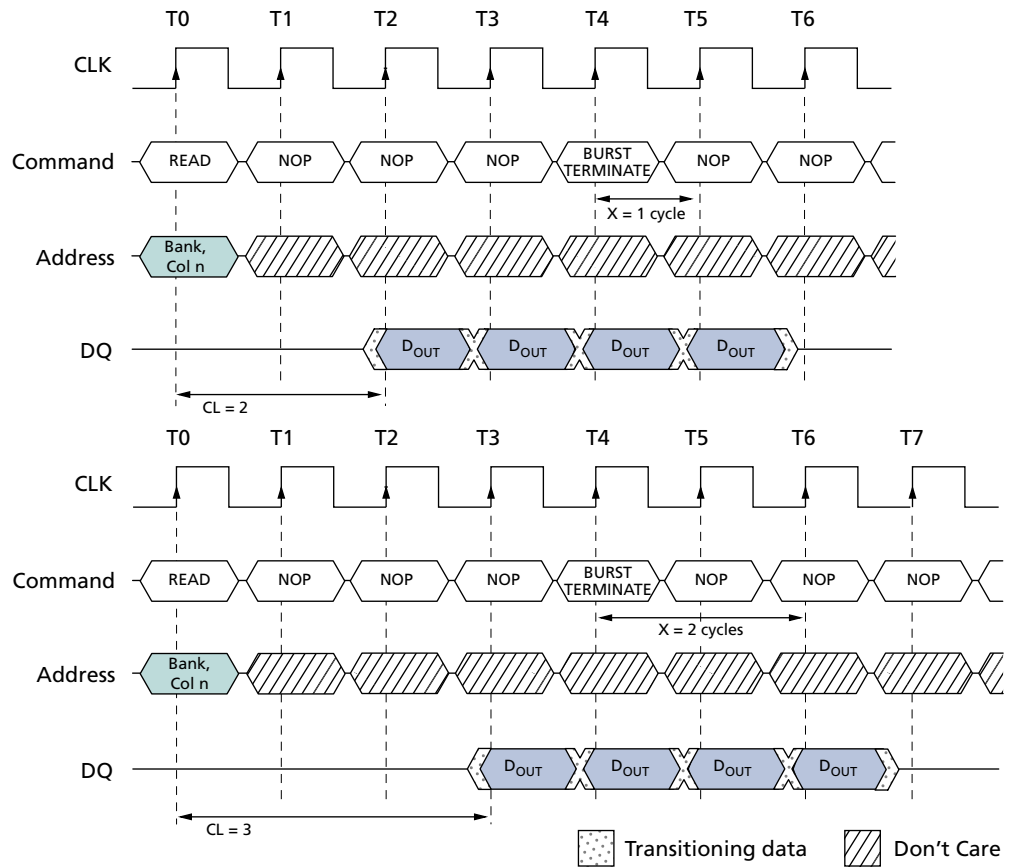 T0 T1 T2 T3 T4 T5 T6
CLK
Command READ NOP NOP NOP BURST TERMINATE NOP NOP
X = 1 cycle
Address Bank, Col n
DQ DOUT DOUT DOUT DOUT
CL = 2
T0 T1 T2 T3 T4 T5 T6 T7
CLK
Command READ NOP NOP NOP BURST TERMINATE NOP NOP NOP
X = 2 cycles
Address Bank, Col n
DQ DOUT DOUT DOUT DOUT
CL = 3
Transitioning data Don't Care